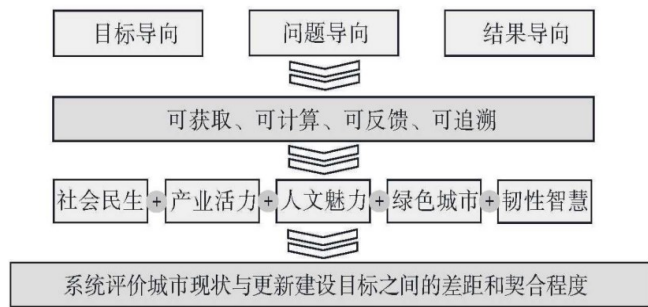 目标导向 问题导向 结果导向
可获取、可计算、可反馈、可追溯
社会民生+产业活力+人文魅力+绿色城市+韧性智慧
系统评价城市现状与更新建设目标之间的差距和契合程度